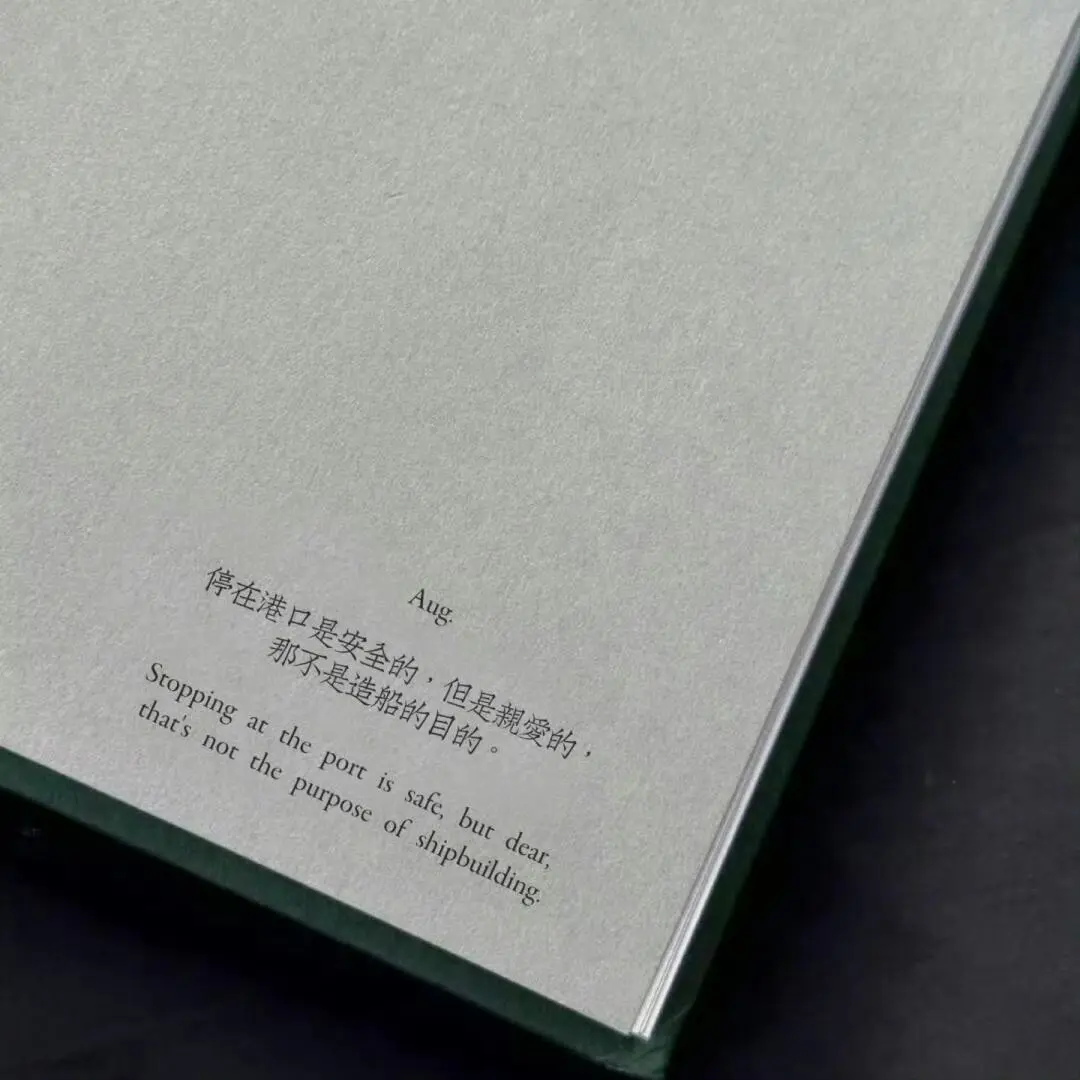 Aug.
停在港口是安全的，但是親愛的，
那不是造船的目的。
Stopping at the port is safe, but dear,
that's not the purpose of shipbuilding.